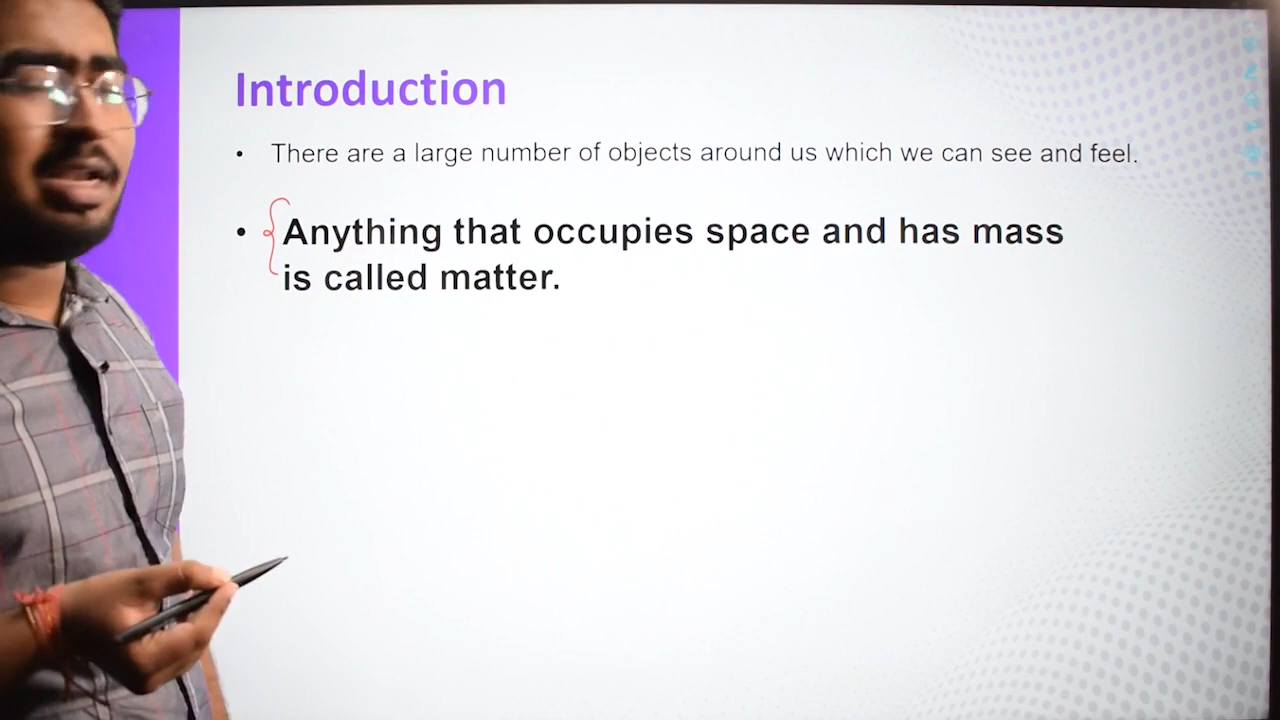 Introduction
• There are a large number of objects around us which we can see and feel.
• Anything that occupies space and has mass
is called matter.